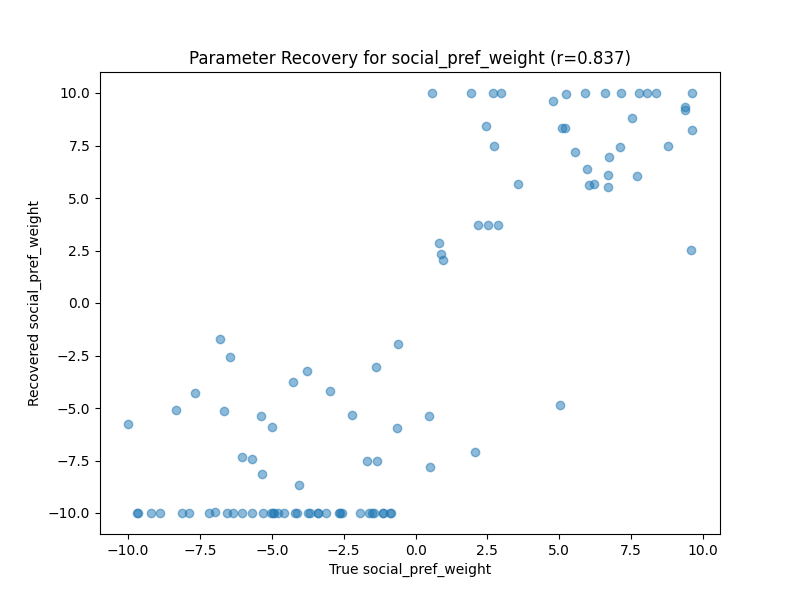 Parameter Recovery for social_pref_weight (r=0.837)
10.0
7.5
5.0
2.5
0.0
−2.5
−5.0
−7.5
−10.0
Recovered social_pref_weight
−10.0 −7.5 −5.0 −2.5 0.0 2.5 5.0 7.5 10.0
True social_pref_weight